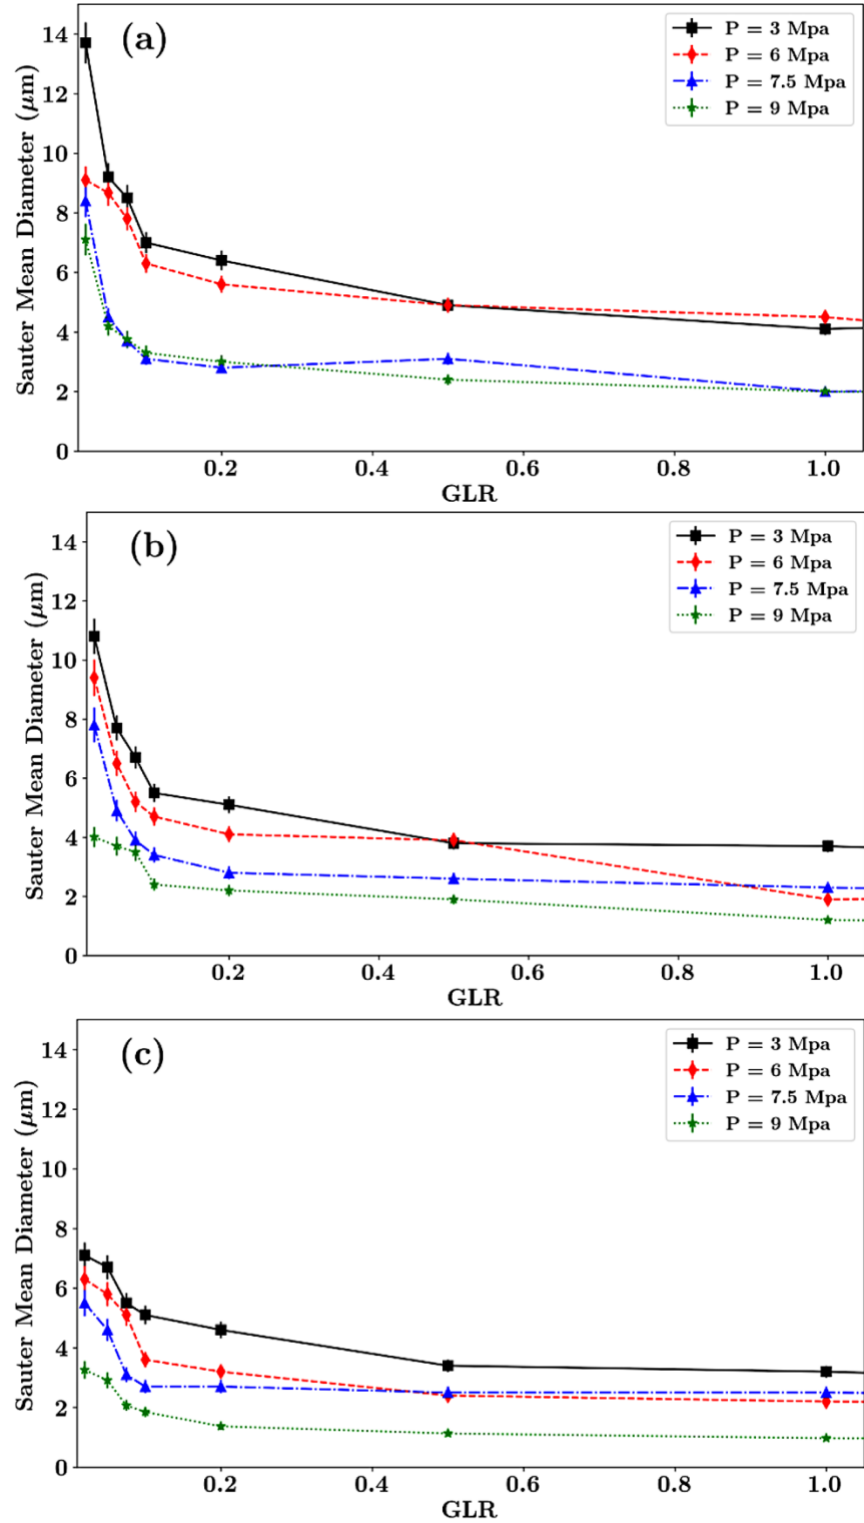 (a)
P = 3 Mpa
P = 6 Mpa
P = 7.5 Mpa
P = 9 Mpa
Sauter Mean Diameter (μm)
14
12
10
8
6
4
2
0
0.2 0.4 0.6 0.8 1.0
GLR
(b)
P = 3 Mpa
P = 6 Mpa
P = 7.5 Mpa
P = 9 Mpa
Sauter Mean Diameter (μm)
14
12
10
8
6
4
2
0
0.2 0.4 0.6 0.8 1.0
GLR
(c)
P = 3 Mpa
P = 6 Mpa
P = 7.5 Mpa
P = 9 Mpa
Sauter Mean Diameter (μm)
14
12
10
8
6
4
2
0
0.2 0.4 0.6 0.8 1.0
GLR